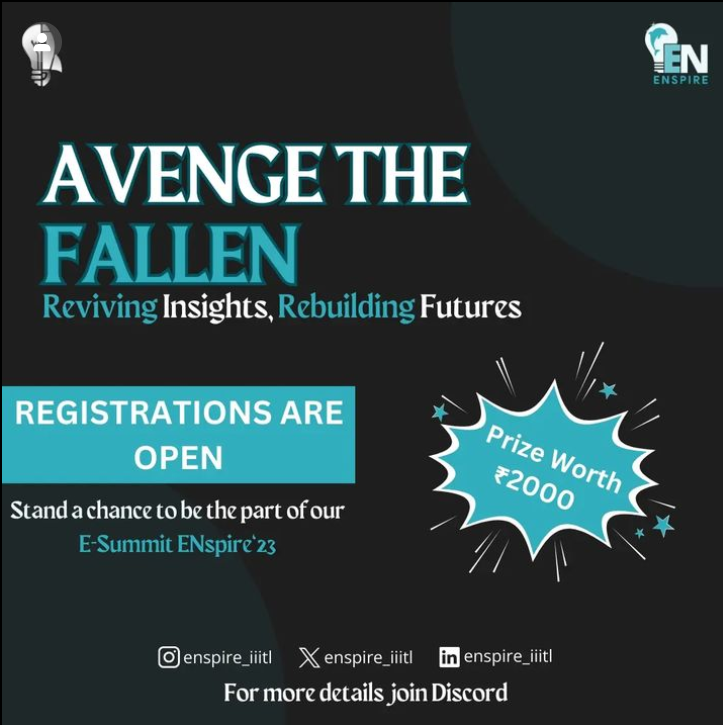 EN
ENSPIRE
AVENGE THE
FALLEN
Reviving Insights, Rebuilding Futures
REGISTRATIONS ARE
OPEN
Prize Worth
₹2000
Stand a chance to be the part of our
E-Summit ENspire'23
enspire_iiitl enspire_iiitl in enspire_iiitl
For more details join Discord